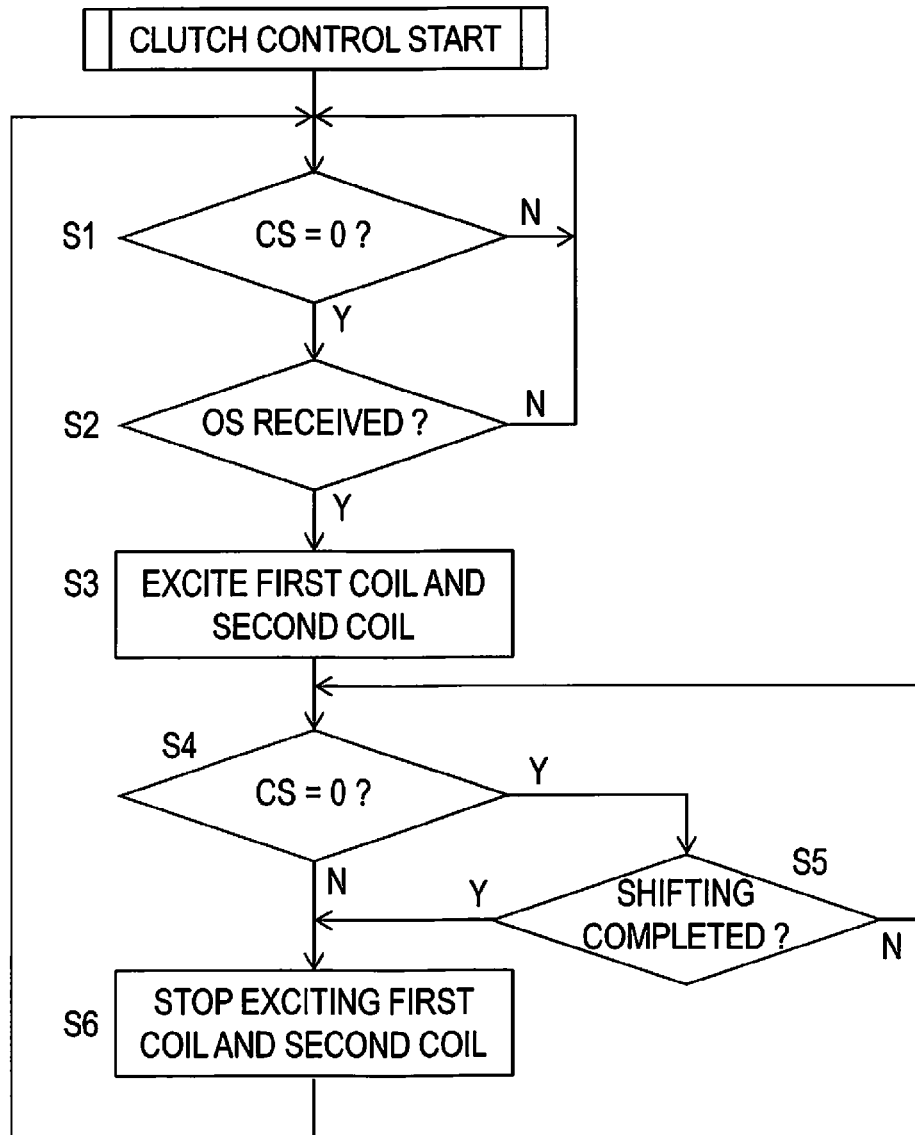 CLUTCH CONTROL START
S1
CS = 0 ?
N
Y
S2
OS RECEIVED ?
N
Y
S3
EXCITE FIRST COIL AND
SECOND COIL
S4
CS = 0 ?
Y
N
S5
SHIFTING
COMPLETED ?
Y
N
S6
STOP EXCITING FIRST
COIL AND SECOND COIL